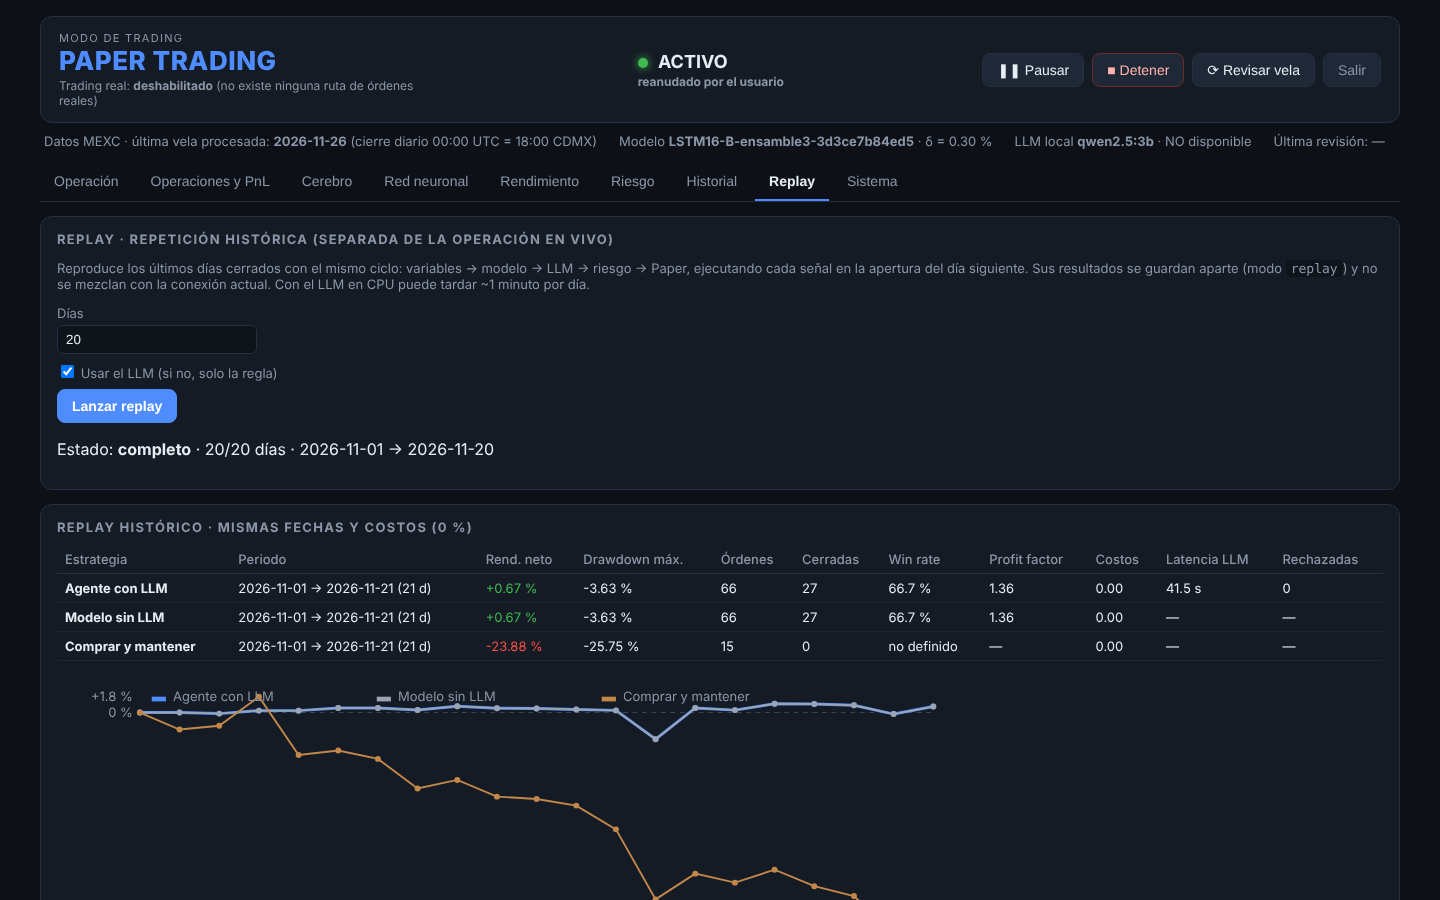 MODO DE TRADING
PAPER TRADING
Trading real: deshabilitado (no existe ninguna ruta de órdenes
reales)
ACTIVO
reanudado por el usuario
❚❚ Pausar
■ Detener
⟳ Revisar vela
Salir
Datos MEXC · última vela procesada: 2026-11-26 (cierre diario 00:00 UTC = 18:00 CDMX)
Modelo LSTM16-B-ensamble3-3d3ce7b84ed5 · δ = 0.30 %
LLM local qwen2.5:3b · NO disponible
Última revisión: —
Operación
Operaciones y PnL
Cerebro
Red neuronal
Rendimiento
Riesgo
Historial
Replay
Sistema
REPLAY · REPETICIÓN HISTÓRICA (SEPARADA DE LA OPERACIÓN EN VIVO)
Reproduce los últimos días cerrados con el mismo ciclo: variables → modelo → LLM → riesgo → Paper, ejecutando cada señal en la apertura del día siguiente. Sus resultados se guardan aparte (modo replay ) y no
se mezclan con la conexión actual. Con el LLM en CPU puede tardar ~1 minuto por día.
Días
20
Usar el LLM (si no, solo la regla)
Lanzar replay
Estado: completo · 20/20 días · 2026-11-01 → 2026-11-20
REPLAY HISTÓRICO · MISMAS FECHAS Y COSTOS (0 %)
Estrategia Periodo Rend. neto Drawdown máx. Órdenes Cerradas Win rate Profit factor Costos Latencia LLM Rechazadas
Agente con LLM 2026-11-01 → 2026-11-21 (21 d) +0.67 % -3.63 % 66 27 66.7 % 1.36 0.00 41.5 s 0
Modelo sin LLM 2026-11-01 → 2026-11-21 (21 d) +0.67 % -3.63 % 66 27 66.7 % 1.36 0.00 — —
Comprar y mantener 2026-11-01 → 2026-11-21 (21 d) -23.88 % -25.75 % 15 0 no definido — 0.00 — —
+1.8 %
Agente con LLM
Modelo sin LLM
Comprar y mantener
0 %